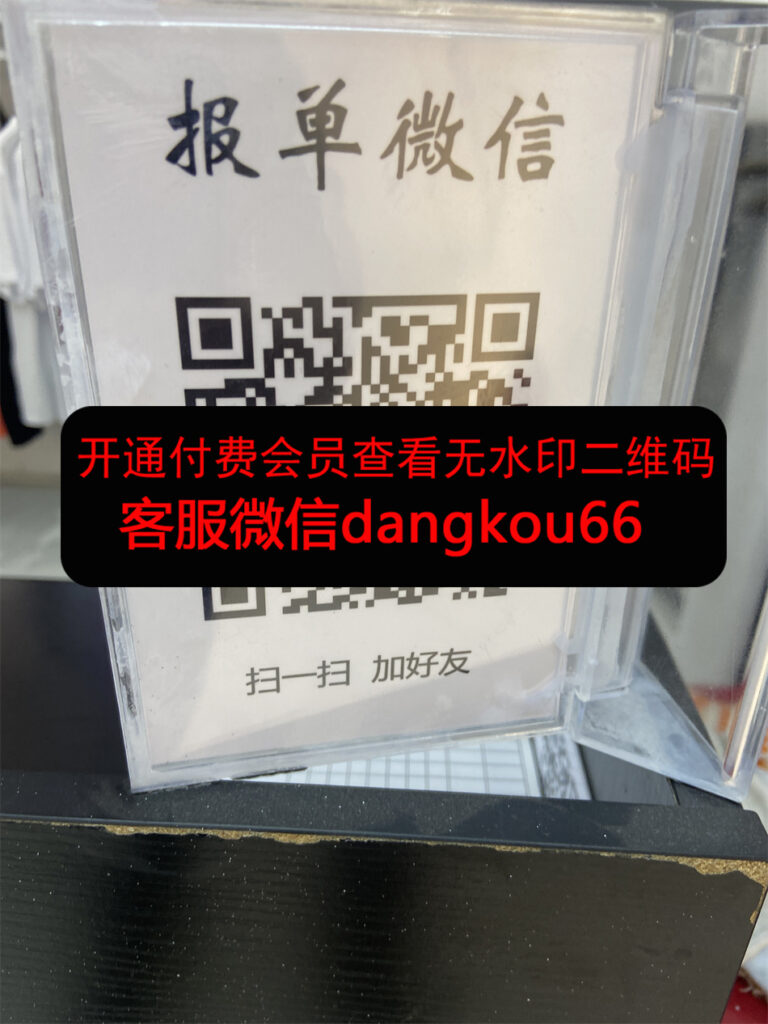 报单微信
开通付费会员查看无水印二维码
客服微信dangkou66
扫一扫 加好友